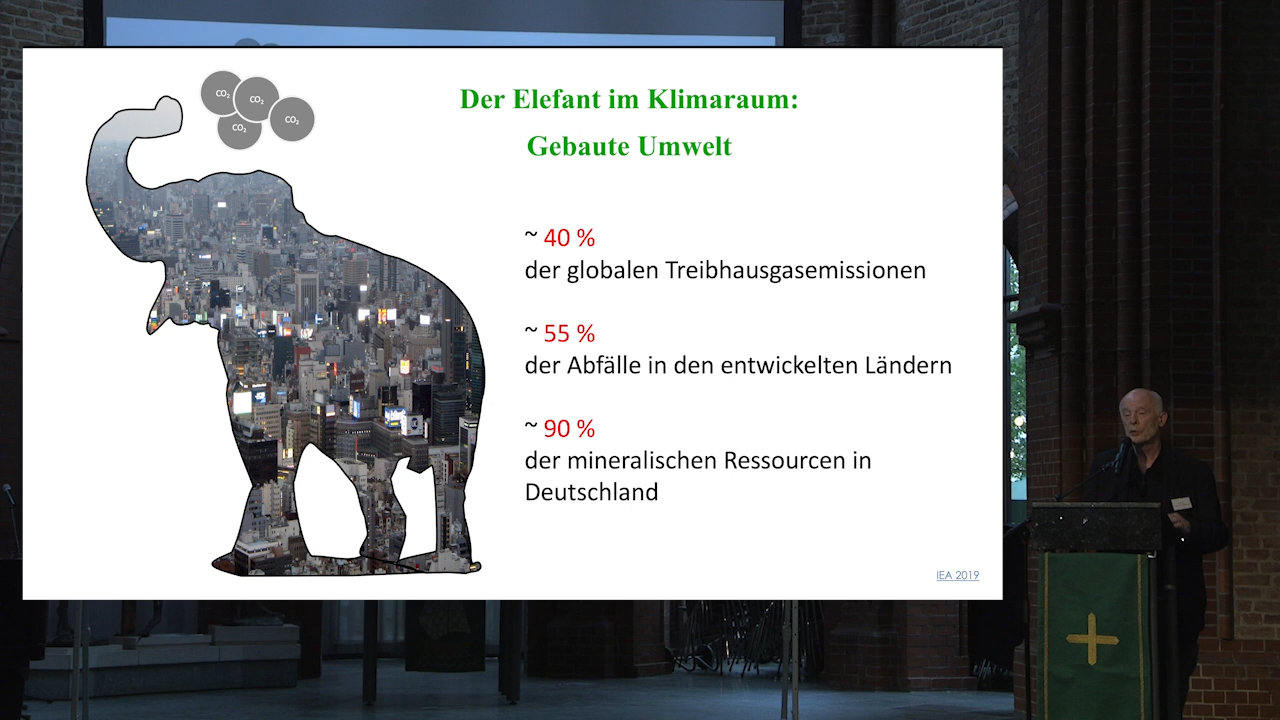 CO₂
CO₂
CO₂
CO₂
Der Elefant im Klimaraum:
Gebaute Umwelt
~ 40 %
der globalen Treibhausgasemissionen
~ 55 %
der Abfälle in den entwickelten Ländern
~ 90 %
der mineralischen Ressourcen in
Deutschland
IEA 2019